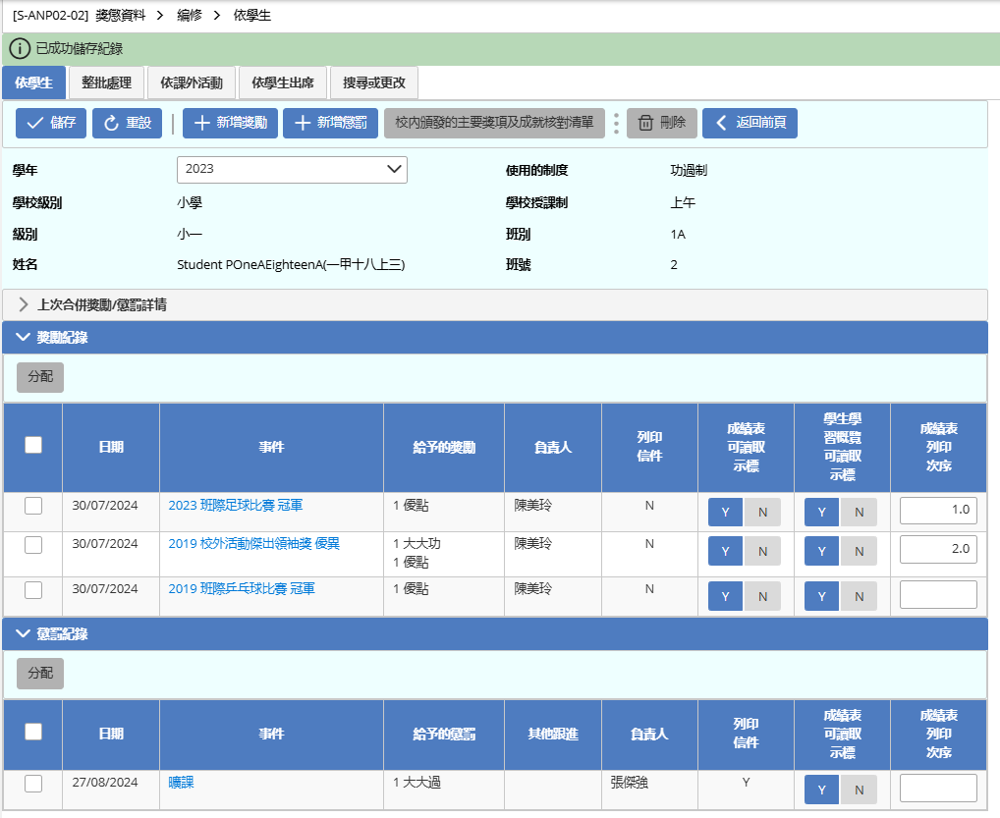 [S-ANP02-02] 獎懲資料 > 編修 > 依學生
已成功儲存紀錄
依學生 整批處理 依課外活動 依學生出席 搜尋或更改
儲存 重設 新增獎勵 新增懲罰 校內頒發的主要獎項及成就核對清單 刪除 返回前頁
學年 2023 使用的制度 功過制
學校級別 小學 學校授課制 上午
級別 小一 班別 1A
姓名 Student POneAEighteenA(一甲十八上三) 班號 2
上次合併獎勵/懲罰詳情
獎勵紀錄
分配
日期 事件 給予的獎勵 負責人 列印信件 成績表可讀取示標 學生學習概覽可讀取示標 成績表列印次序
30/07/2024 2023 班際足球比賽 冠軍 1 優點 陳美玲 N Y N Y N 1.0
30/07/2024 2019 校外活動傑出領袖獎 優異 1 大大功 陳美玲 N Y N Y N 2.0
1 優點
30/07/2024 2019 班際乒乓球比賽 冠軍 1 優點 陳美玲 N Y N Y N
懲罰紀錄
分配
日期 事件 給予的懲罰 其他跟進 負責人 列印信件 成績表可讀取示標 成績表列印次序
27/08/2024 曠課 1 大大過 張傑強 Y Y N